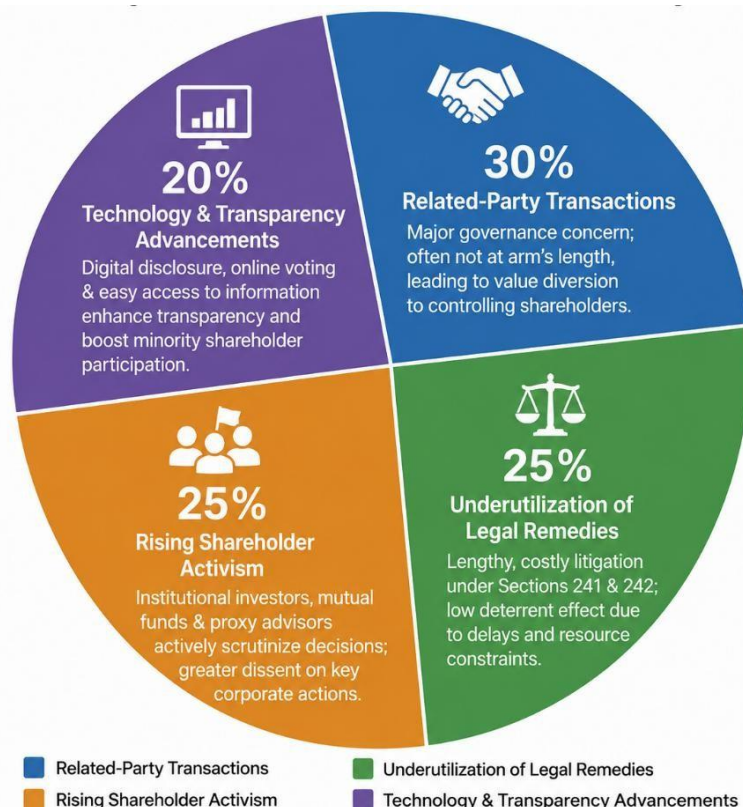 20%
Technology & Transparency
Advancements
Digital disclosure, online voting
& easy access to information
enhance transparency and
boost minority shareholder
participation.
30%
Related-Party Transactions
Major governance concern;
often not at arm's length,
leading to value diversion
to controlling shareholders.
25%
Rising Shareholder
Activism
Institutional investors, mutual
funds & proxy advisors
actively scrutinize decisions;
greater dissent on key
corporate actions.
25%
Underutilization of
Legal Remedies
Lengthy, costly litigation
under Sections 241 & 242;
low deterrent effect due
to delays and resource
constraints.
Related-Party Transactions
Underutilization of Legal Remedies
Rising Shareholder Activism
Technology & Transparency Advancements